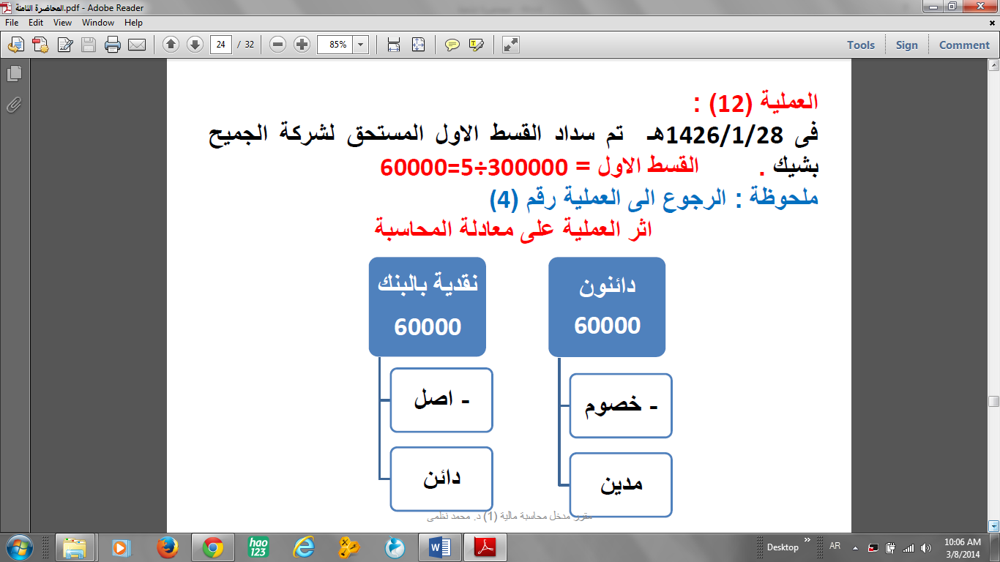 المحاضرة الثامنة.pdf - Adobe Reader
File Edit View Window Help
24 / 32 85% Tools Sign Comment
العملية (12) :
فى 1426/1/28هـ تم سداد القسط الاول المستحق لشركة الجميح
بشيك . القسط الاول = 300000÷5=60000
ملحوظة : الرجوع الى العملية رقم (4)
اثر العملية على معادلة المحاسبة
دائنون
60000
- خصوم
مدين
نقدية بالبنك
60000
- اصل
دائن
مقرر مدخل محاسبة مالية (1) د. محمد نظمى
hao
123
Desktop
AR
10:06 AM
3/8/2014